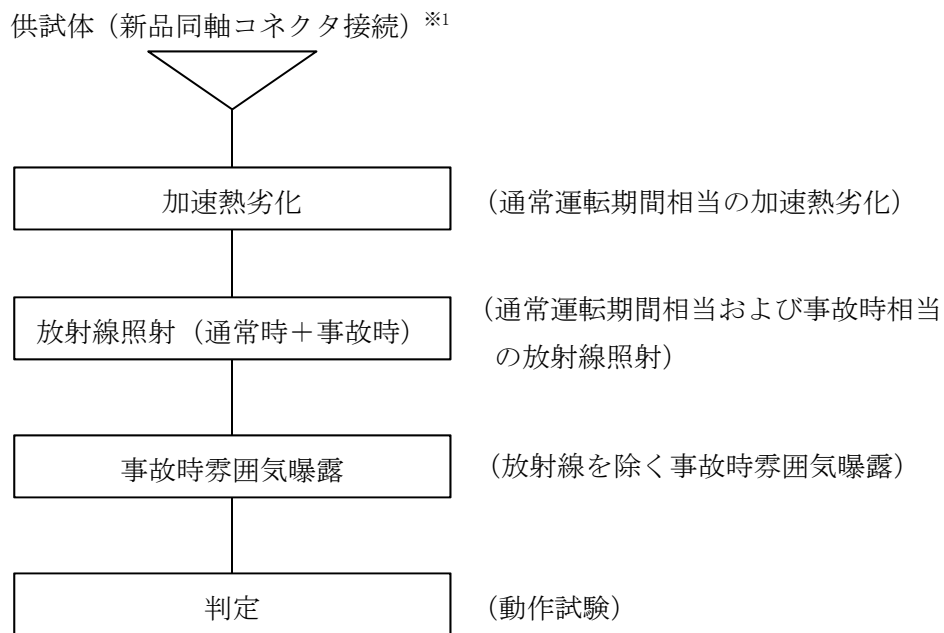 供試体（新品同軸コネクタ接続）※1
加速熱劣化
（通常運転期間相当の加速熱劣化）
放射線照射（通常時＋事故時）
（通常運転期間相当および事故時相当
の放射線照射）
事故時雰囲気曝露
（放射線を除く事故時雰囲気曝露）
判定
（動作試験）